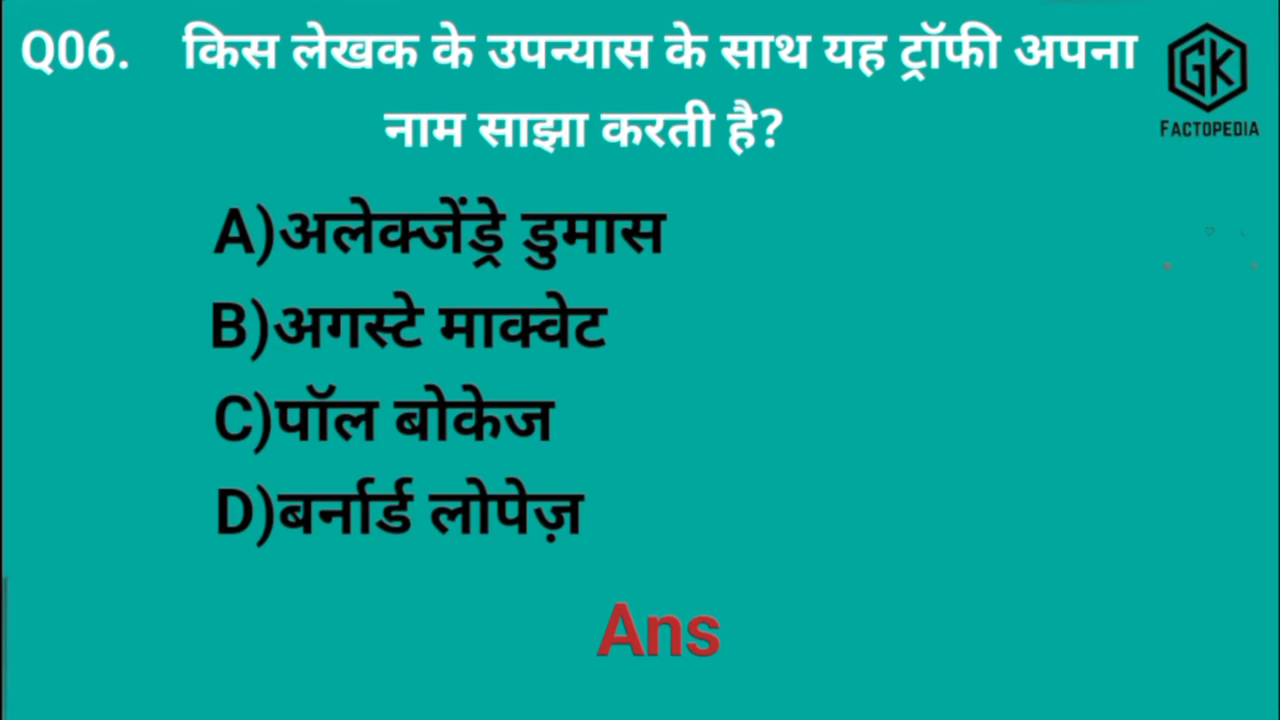 Q06. किस लेखक के उपन्यास के साथ यह ट्रॉफी अपना
नाम साझा करती है?
GK
FACTOPEDIA
A)अलेक्जेंड्रे डुमास
B)अगस्टे माक्वेट
C)पॉल बोकेज
D)बर्नार्ड लोपेज़
Ans